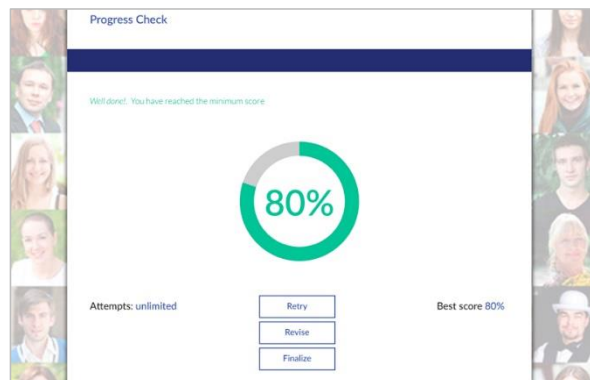 Progress Check
Well done!. You have reached the minimum score
80%
Attempts: unlimited
Retry
Best score 80%
Revise
Finalize